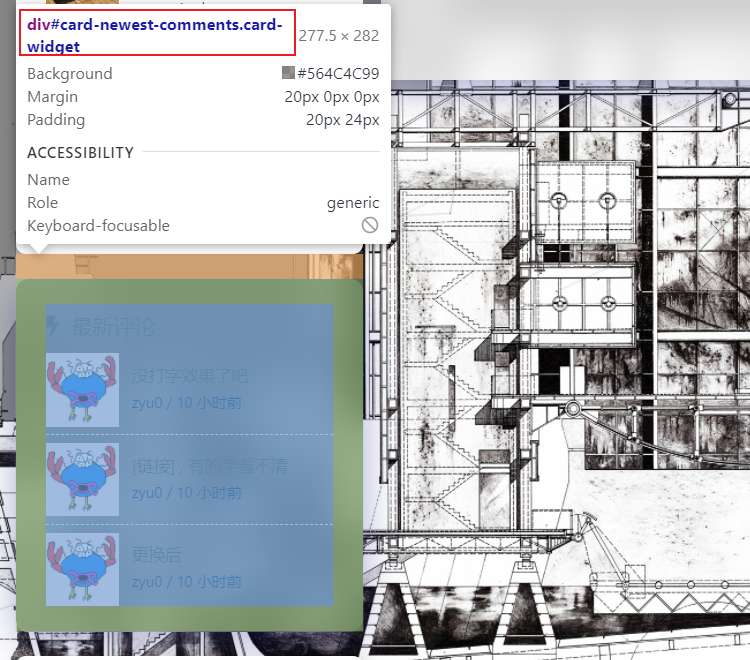 div#card-newest-comments.card-
widget
277.5 × 282
Background #564C4C99
Margin 20px 0px 0px
Padding 20px 24px
ACCESSIBILITY
Name
Role generic
Keyboard-focusable
最新评论
没打字效果了吧
zyu0 / 10 小时前
[链接] , 有的字看不清
zyu0 / 10 小时前
更换后
zyu0 / 10 小时前